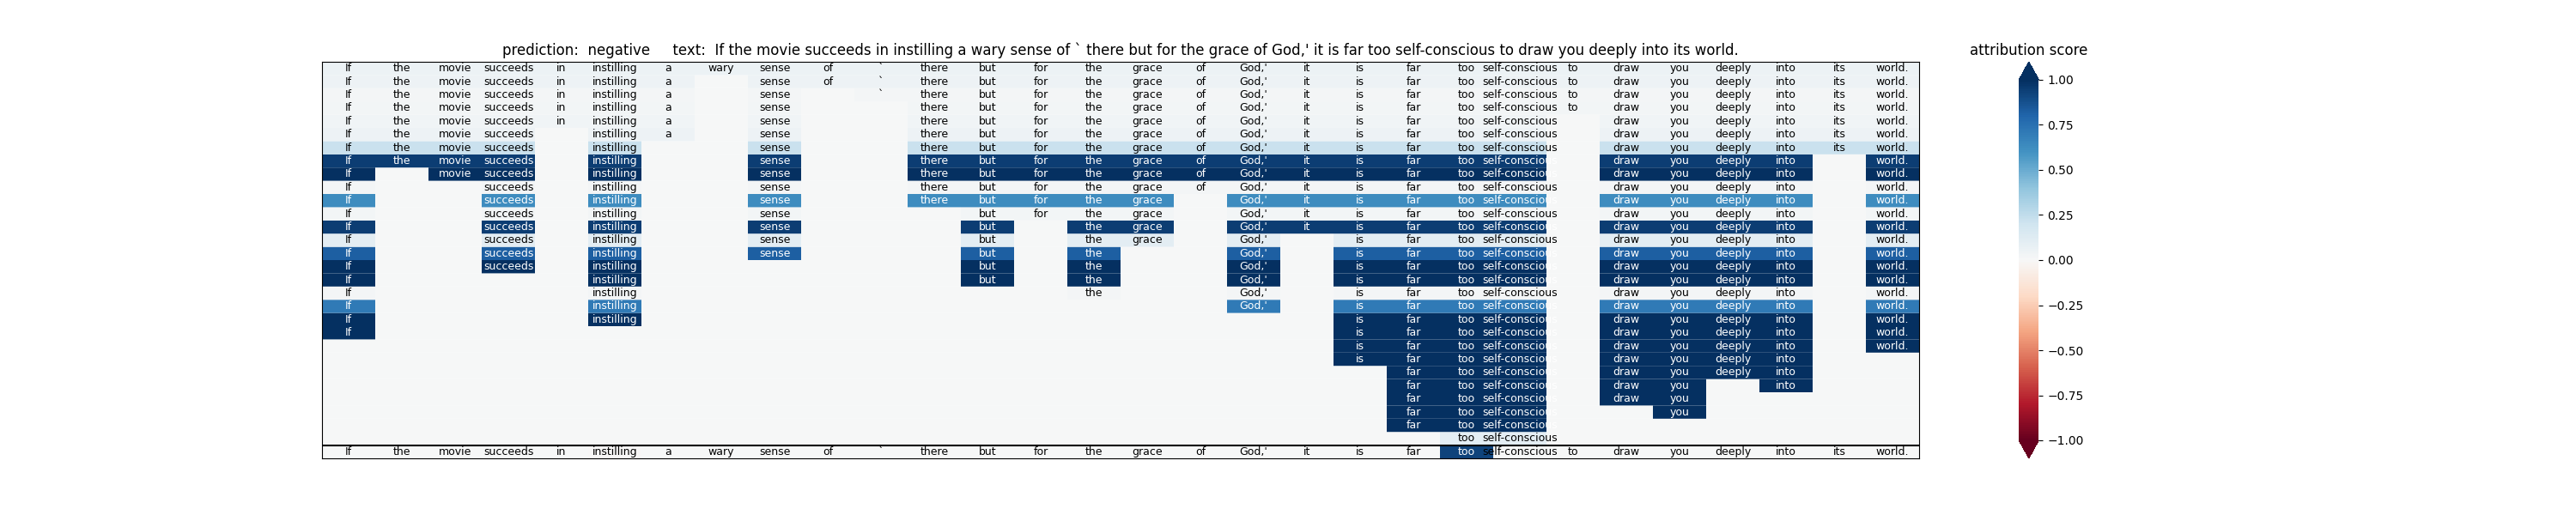 prediction: negative text: If the movie succeeds in instilling a wary sense of ` there but for the grace of God,' it is far too self-conscious to draw you deeply into its world.
attribution score
If the movie succeeds in instilling a wary sense of ` there but for the grace of God,' it is far too self-conscious to draw you deeply into its world.
If the movie succeeds in instilling a sense of ` there but for the grace of God,' it is far too self-conscious to draw you deeply into its world.
If the movie succeeds in instilling a sense ` there but for the grace of God,' it is far too self-conscious to draw you deeply into its world.
If the movie succeeds in instilling a sense there but for the grace of God,' it is far too self-conscious to draw you deeply into its world.
If the movie succeeds in instilling a sense there but for the grace of God,' it is far too self-conscious draw you deeply into its world.
If the movie succeeds instilling a sense there but for the grace of God,' it is far too self-conscious draw you deeply into its world.
If the movie succeeds instilling sense there but for the grace of God,' it is far too self-conscious draw you deeply into its world.
If the movie succeeds instilling sense there but for the grace of God,' it is far too self-conscious draw you deeply into world.
If movie succeeds instilling sense there but for the grace of God,' it is far too self-conscious draw you deeply into world.
If succeeds instilling sense there but for the grace of God,' it is far too self-conscious draw you deeply into world.
If succeeds instilling sense there but for the grace God,' it is far too self-conscious draw you deeply into world.
If succeeds instilling sense but for the grace God,' it is far too self-conscious draw you deeply into world.
If succeeds instilling sense but the grace God,' it is far too self-conscious draw you deeply into world.
If succeeds instilling sense but the grace God,' is far too self-conscious draw you deeply into world.
If succeeds instilling sense but the God,' is far too self-conscious draw you deeply into world.
If succeeds instilling but the God,' is far too self-conscious draw you deeply into world.
If instilling but the God,' is far too self-conscious draw you deeply into world.
If instilling the God,' is far too self-conscious draw you deeply into world.
If instilling God,' is far too self-conscious draw you deeply into world.
If instilling is far too self-conscious draw you deeply into world.
If is far too self-conscious draw you deeply into world.
is far too self-conscious draw you deeply into world.
is far too self-conscious draw you deeply into
far too self-conscious draw you deeply into
far too self-conscious draw you into
far too self-conscious draw you
far too self-conscious you
far too self-conscious
too self-conscious
If the movie succeeds in instilling a wary sense of ` there but for the grace of God,' it is far too self-conscious to draw you deeply into its world.
1.00
0.75
0.50
0.25
0.00
−0.25
−0.50
−0.75
−1.00